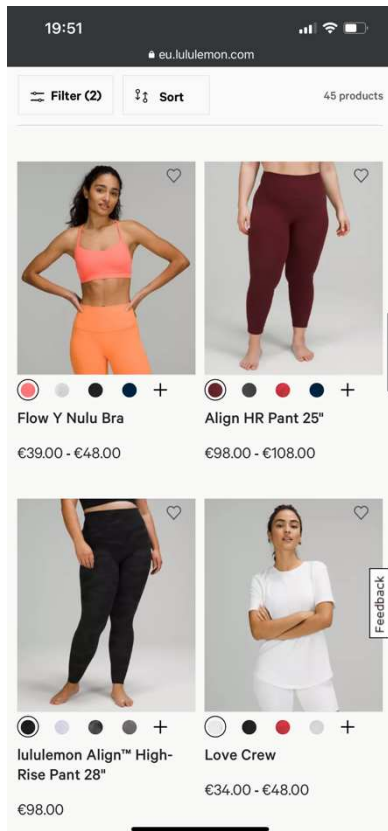 19:51
eu.lululemon.com
Filter (2)
Sort
45 products
Flow Y Nulu Bra
€39.00 - €48.00
Align HR Pant 25"
€98.00 - €108.00
Feedback
lululemon Align™ High-
Rise Pant 28"
€98.00
Love Crew
€34.00 - €48.00